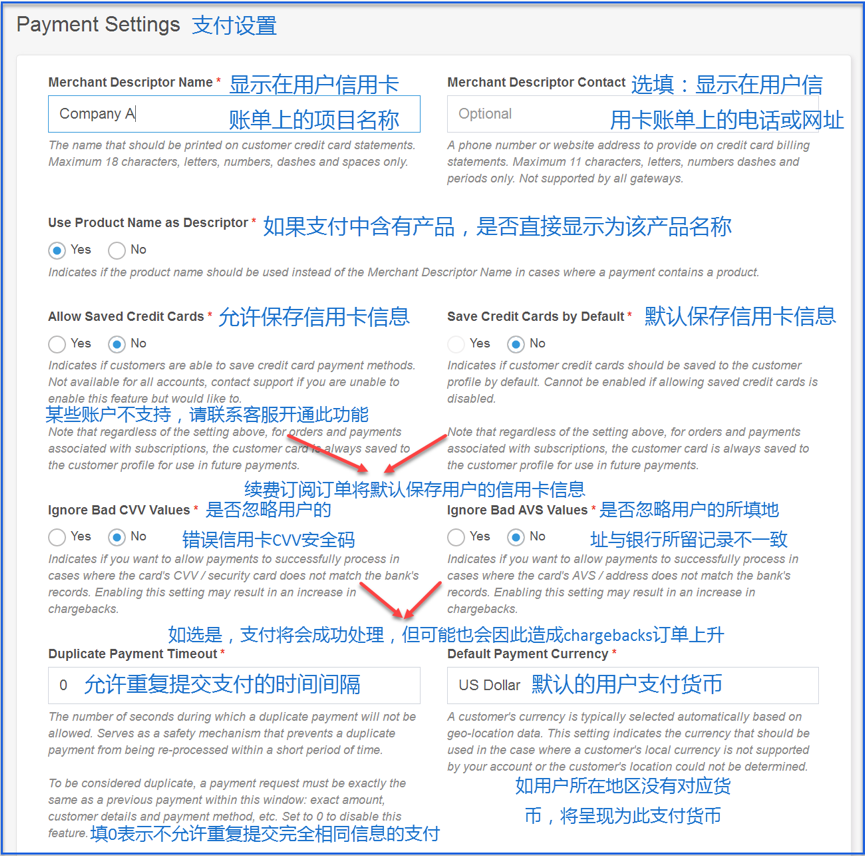 Payment Settings 支付设置
Merchant Descriptor Name * 显示在用户信用卡
Company A 账单上的项目名称
The name that should be printed on customer credit card statements.
Maximum 18 characters, letters, numbers, dashes and spaces only.
Merchant Descriptor Contact 选填：显示在用户信
Optional 用卡账单上的电话或网址
A phone number or website address to provide on credit card billing
statements. Maximum 11 characters, letters, numbers dashes and
periods only. Not supported by all gateways.
Use Product Name as Descriptor * 如果支付中含有产品，是否直接显示为该产品名称
Yes No
Indicates if the product name should be used instead of the Merchant Descriptor Name in cases where a payment contains a product.
Allow Saved Credit Cards * 允许保存信用卡信息
Yes No
Indicates if customers are able to save credit card payment methods.
Not available for all accounts, contact support if you are unable to
enable this feature but would like to.
某些账户不支持，请联系客服开通此功能
Note that regardless of the setting above, for orders and payments
associated with subscriptions, the customer card is always saved to
the customer profile for use in future payments.
Save Credit Cards by Default * 默认保存信用卡信息
Yes No
Indicates if customer credit cards should be saved to the customer
profile by default. Cannot be enabled if allowing saved credit cards is
disabled.
Note that regardless of the setting above, for orders and payments
associated with subscriptions, the customer card is always saved to
the customer profile for use in future payments.
续费订阅订单将默认保存用户的信用卡信息
Ignore Bad CVV Values * 是否忽略用户的
Yes No 错误信用卡CVV安全码
Indicates if you want to allow payments to successfully process in
cases where the card's CVV / security card does not match the bank's
records. Enabling this setting may result in an increase in
chargebacks.
Ignore Bad AVS Values * 是否忽略用户的所填地
Yes No 址与银行所留记录不一致
Indicates if you want to allow payments to successfully process in
cases where the card's AVS / address does not match the bank's
records. Enabling this setting may result in an increase in
chargebacks.
如选是，支付将会成功处理，但可能也会因此造成chargebacks订单上升
Duplicate Payment Timeout *
0 允许重复提交支付的时间间隔
The number of seconds during which a duplicate payment will not be
allowed. Serves as a safety mechanism that prevents a duplicate
payment from being re-processed within a short period of time.
To be considered duplicate, a payment request must be exactly the
same as a previous payment within this window: exact amount,
customer details and payment method, etc. Set to 0 to disable this
feature. 填0表示不允许重复提交完全相同信息的支付
Default Payment Currency *
US Dollar 默认的用户支付货币
A customer's currency is typically selected automatically based on
geo-location data. This setting indicates the currency that should be
used in the case where a customer's local currency is not supported
by your account or the customer's location could not be determined.
如用户所在地区没有对应货
币，将呈现为此支付货币